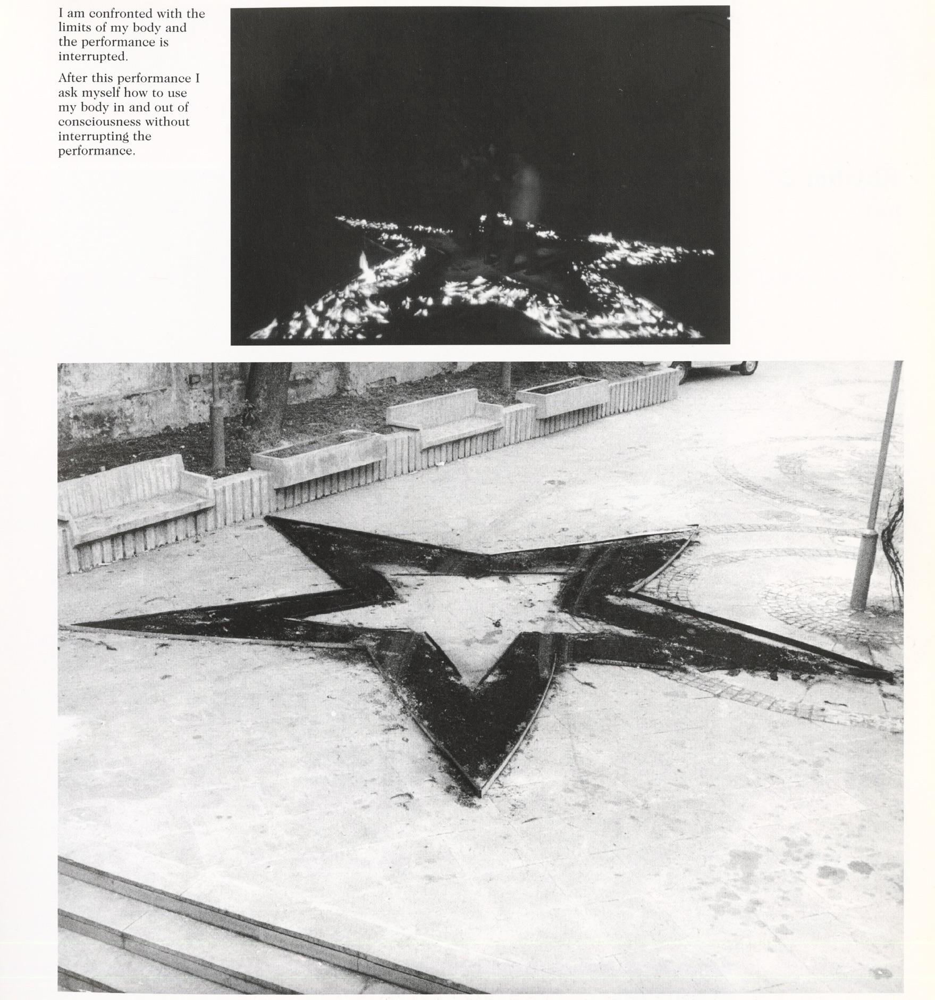 I am confronted with the
limits of my body and
the performance is
interrupted.
After this performance I
ask myself how to use
my body in and out of
consciousness without
interrupting the
performance.